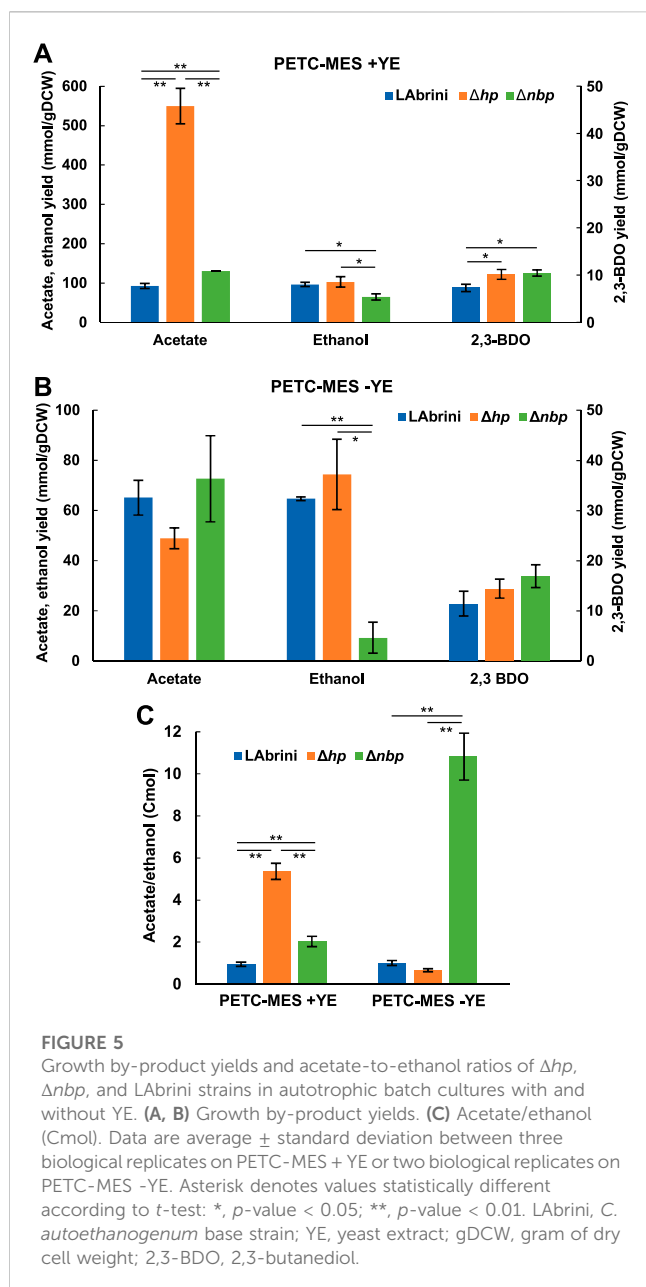 A
PETC-MES +YE
LAbrini Δhp Δnbp
Acetate, ethanol yield (mmol/gDCW)
600
500
400
300
200
100
0
2,3-BDO yield (mmol/gDCW)
50
40
30
20
10
0
**
** **
*
*
*
*
Acetate Ethanol 2,3-BDO
B
PETC-MES -YE
LAbrini Δhp Δnbp
Acetate, ethanol yield (mmol/gDCW)
100
80
60
40
20
0
2,3-BDO yield (mmol/gDCW)
50
40
30
20
10
0
**
*
Acetate Ethanol 2,3 BDO
C
LAbrini Δhp Δnbp
Acetate/ethanol (Cmol)
12
10
8
6
4
2
0
**
** **
**
**
PETC-MES +YE PETC-MES -YE
FIGURE 5
Growth by-product yields and acetate-to-ethanol ratios of Δhp,
Δnbp, and LAbrini strains in autotrophic batch cultures with and
without YE. (A, B) Growth by-product yields. (C) Acetate/ethanol
(Cmol). Data are average ± standard deviation between three
biological replicates on PETC-MES + YE or two biological replicates on
PETC-MES -YE. Asterisk denotes values statistically different
according to t-test: *, p-value < 0.05; **, p-value < 0.01. LAbrini, C.
autoethanogenum base strain; YE, yeast extract; gDCW, gram of dry
cell weight; 2,3-BDO, 2,3-butanediol.